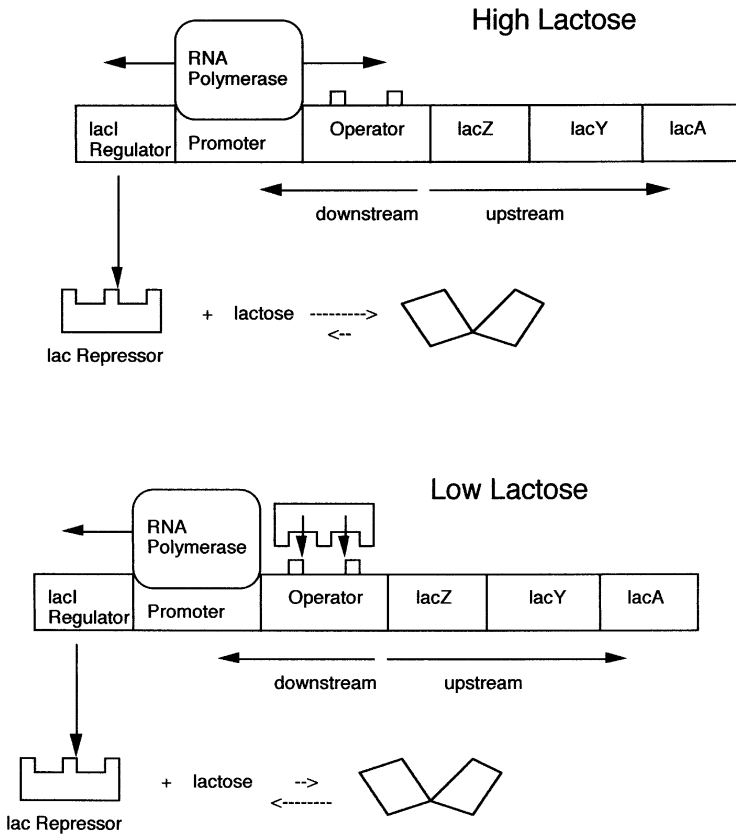 High Lactose
RNA
Polymerase
lacI
Regulator
Promoter
Operator
lacZ
lacY
lacA
downstream
upstream
+ lactose ---------> 
<--
lac Repressor
Low Lactose
RNA
Polymerase
lacI
Regulator
Promoter
Operator
lacZ
lacY
lacA
downstream
upstream
+ lactose -->
<--------
lac Repressor